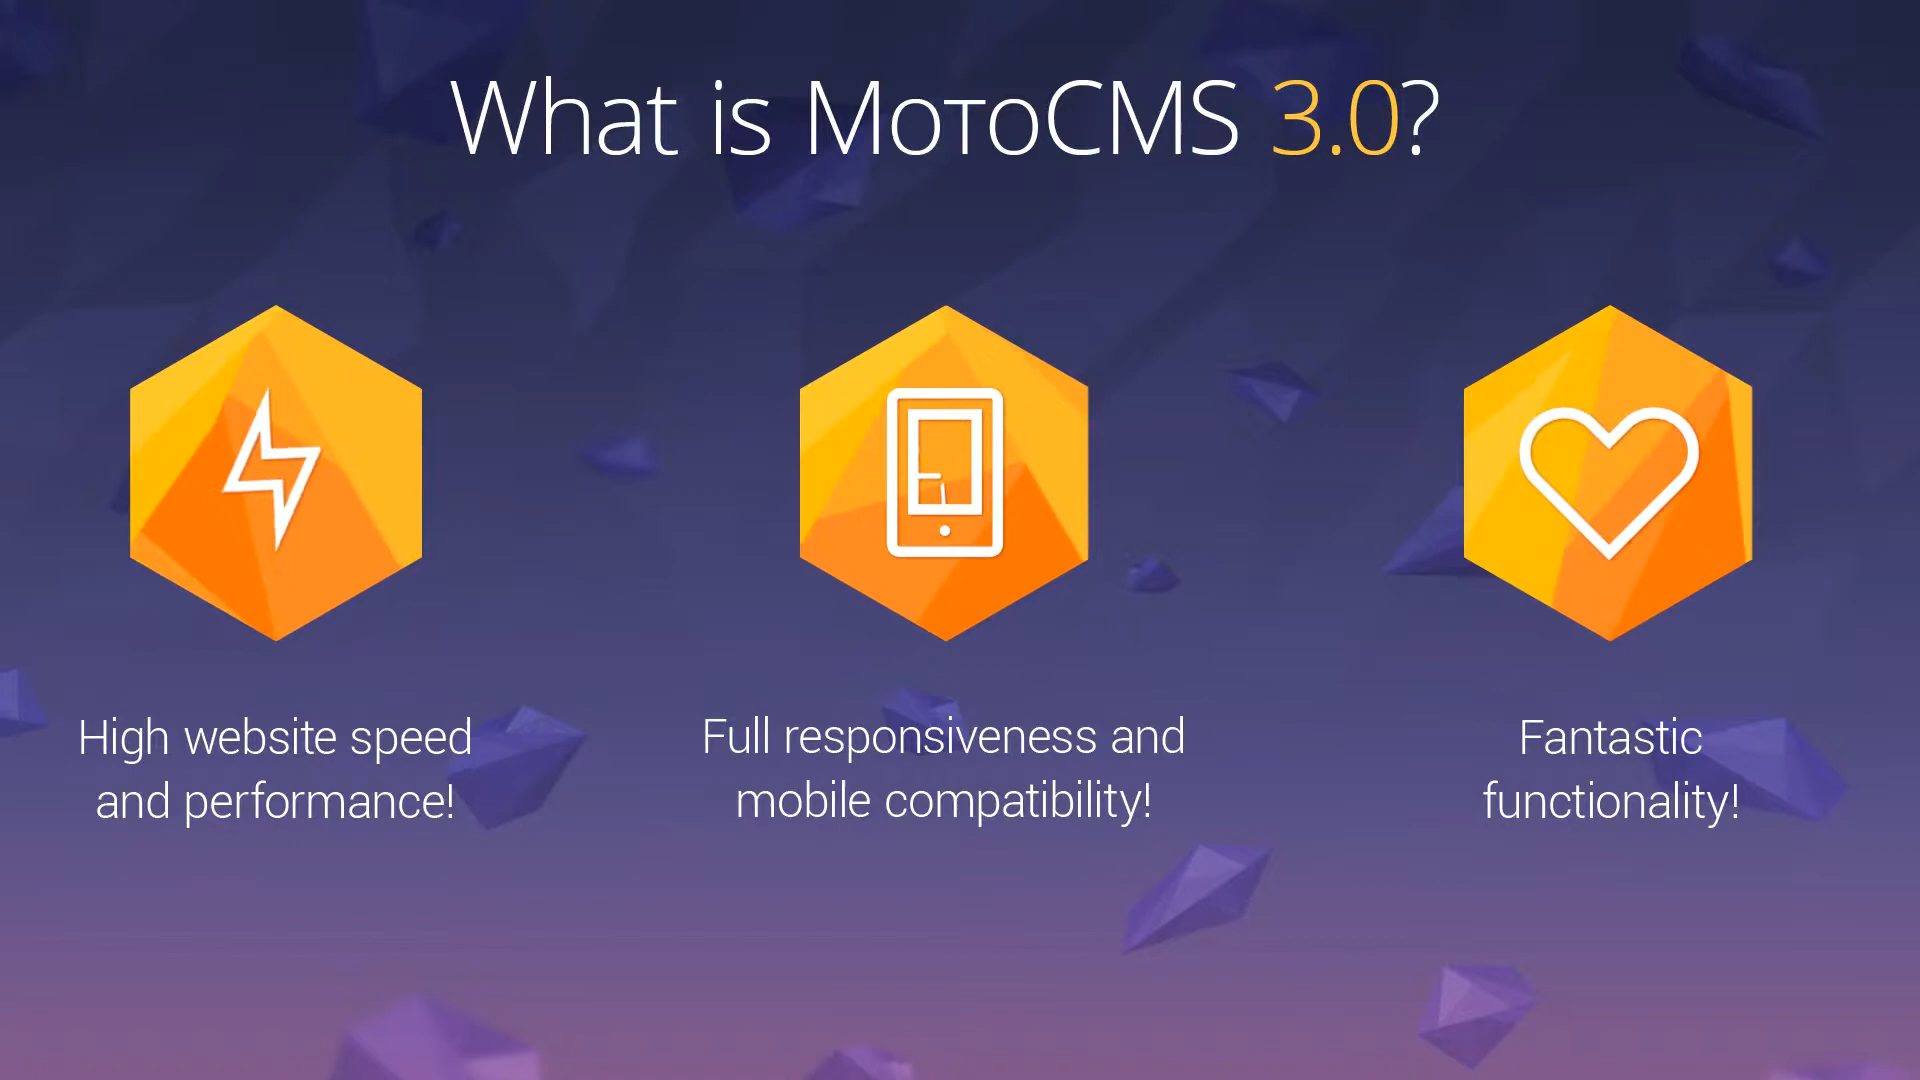 What is MotoCMS 3.0?
High website speed
and performance!
Full responsiveness and
mobile compatibility!
Fantastic
functionality!